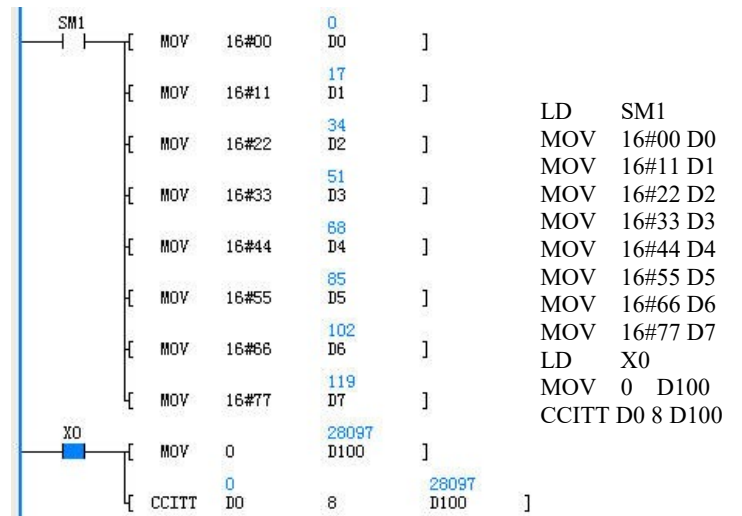 SM1
0
[ MOV 16#00 D0 ]
17
[ MOV 16#11 D1 ]
34
[ MOV 16#22 D2 ]
51
[ MOV 16#33 D3 ]
68
[ MOV 16#44 D4 ]
85
[ MOV 16#55 D5 ]
102
[ MOV 16#66 D6 ]
119
[ MOV 16#77 D7 ]
X0
28097
[ MOV 0 D100 ]
0 28097
[ CCITT D0 8 D100 ]
LD SM1
MOV 16#00 D0
MOV 16#11 D1
MOV 16#22 D2
MOV 16#33 D3
MOV 16#44 D4
MOV 16#55 D5
MOV 16#66 D6
MOV 16#77 D7
LD X0
MOV 0 D100
CCITT D0 8 D100